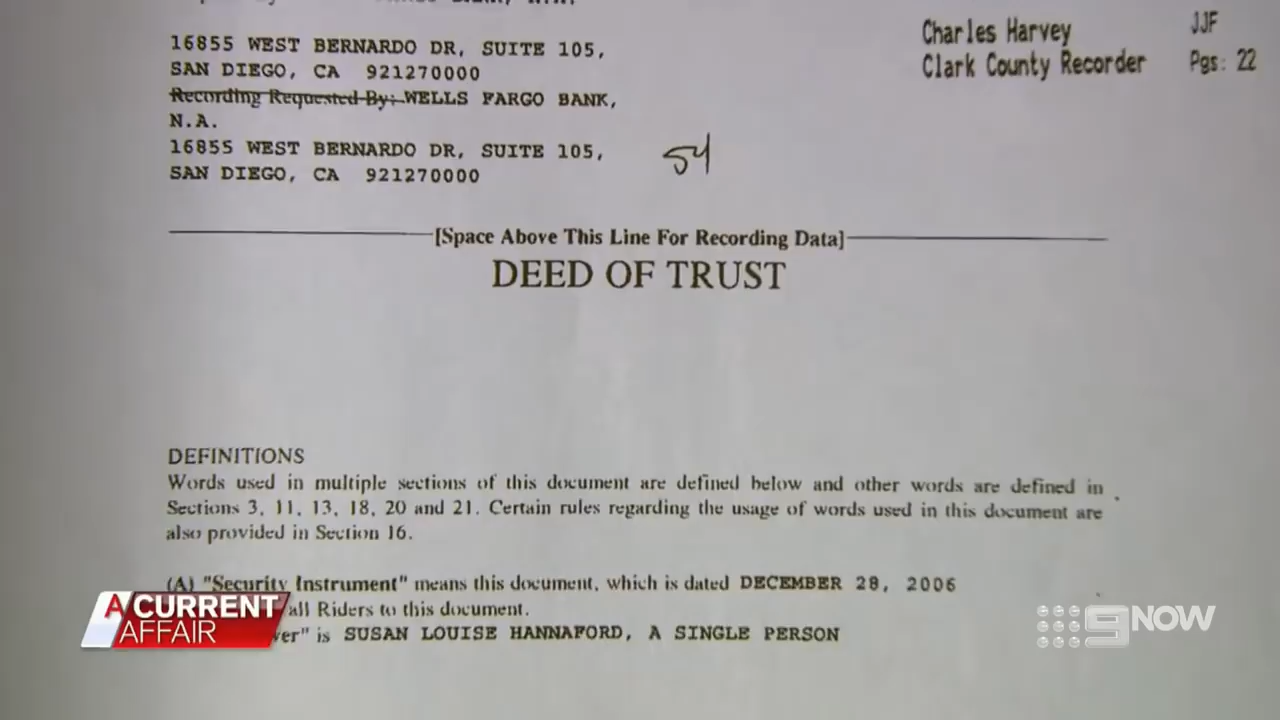 16855 WEST BERNARDO DR, SUITE 105,
SAN DIEGO, CA 921270000
Recording Requested By: WELLS FARGO BANK,
N.A.
16855 WEST BERNARDO DR, SUITE 105,
SAN DIEGO, CA 921270000
Charles Harvey JJF
Clark County Recorder Pgs: 22
54
[Space Above This Line For Recording Data]
DEED OF TRUST
DEFINITIONS
Words used in multiple sections of this document are defined below and other words are defined in
Sections 3, 11, 13, 18, 20 and 21. Certain rules regarding the usage of words used in this document are
also provided in Section 16.
(A) "Security Instrument" means this document, which is dated DECEMBER 28, 2006
all Riders to this document.
is SUSAN LOUISE HANNAFORD, A SINGLE PERSON
A CURRENT
AFFAIR
9NOW